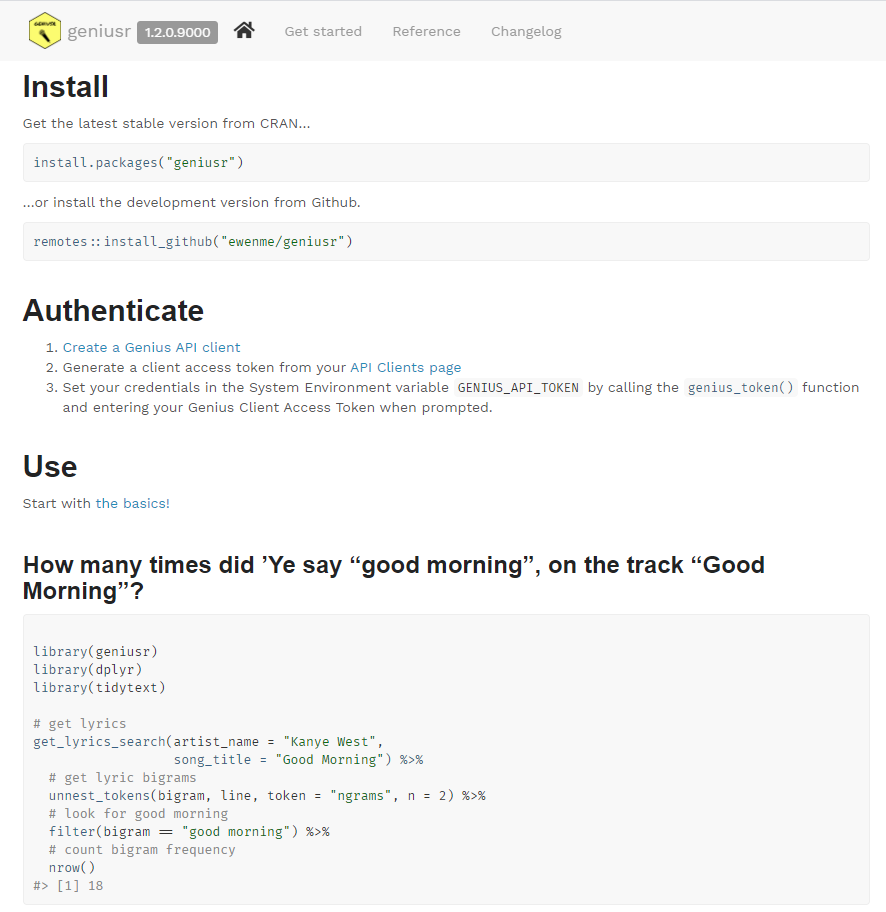 GENIUSR
geniusr 1.2.0.9000 Get started Reference Changelog
Install
Get the latest stable version from CRAN…
install.packages("geniusr")
…or install the development version from Github.
remotes::install_github("ewenme/geniusr")
Authenticate
1. Create a Genius API client
2. Generate a client access token from your API Clients page
3. Set your credentials in the System Environment variable GENIUS_API_TOKEN by calling the genius_token() function
and entering your Genius Client Access Token when prompted.
Use
Start with the basics!
How many times did ’Ye say “good morning”, on the track “Good
Morning”?
library(geniusr)
library(dplyr)
library(tidytext)
# get lyrics
get_lyrics_search(artist_name = "Kanye West",
song_title = "Good Morning") %>%
# get lyric bigrams
unnest_tokens(bigram, line, token = "ngrams", n = 2) %>%
# look for good morning
filter(bigram == "good morning") %>%
# count bigram frequency
nrow()
#> [1] 18